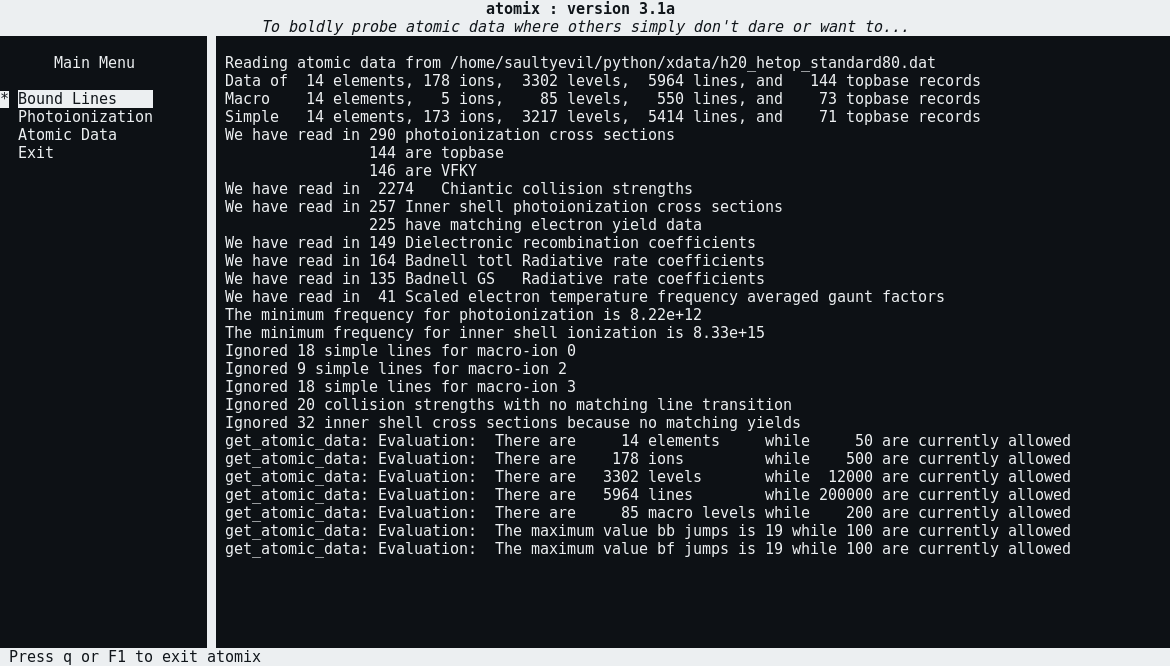 atomix : version 3.1a
To boldly probe atomic data where others simply don't dare or want to...
Main Menu
* Bound Lines
Photoionization
Atomic Data
Exit
Reading atomic data from /home/saultyevil/python/xdata/h20_hetop_standard80.dat
Data of  14 elements, 178 ions,  3302 levels,  5964 lines, and   144 topbase records
Macro    14 elements,   5 ions,    85 levels,   550 lines, and    73 topbase records
Simple   14 elements, 173 ions,  3217 levels,  5414 lines, and    71 topbase records
We have read in 290 photoionization cross sections
                144 are topbase
                146 are VFKY
We have read in  2274   Chiantic collision strengths
We have read in 257 Inner shell photoionization cross sections
                225 have matching electron yield data
We have read in 149 Dielectronic recombination coefficients
We have read in 164 Badnell totl Radiative rate coefficients
We have read in 135 Badnell GS   Radiative rate coefficients
We have read in  41 Scaled electron temperature frequency averaged gaunt factors
The minimum frequency for photoionization is 8.22e+12
The minimum frequency for inner shell ionization is 8.33e+15
Ignored 18 simple lines for macro-ion 0
Ignored 9 simple lines for macro-ion 2
Ignored 18 simple lines for macro-ion 3
Ignored 20 collision strengths with no matching line transition
Ignored 32 inner shell cross sections because no matching yields
get_atomic_data: Evaluation:  There are     14 elements     while     50 are currently allowed
get_atomic_data: Evaluation:  There are    178 ions         while    500 are currently allowed
get_atomic_data: Evaluation:  There are   3302 levels       while  12000 are currently allowed
get_atomic_data: Evaluation:  There are   5964 lines        while 200000 are currently allowed
get_atomic_data: Evaluation:  There are     85 macro levels while    200 are currently allowed
get_atomic_data: Evaluation:  The maximum value bb jumps is 19 while 100 are currently allowed
get_atomic_data: Evaluation:  The maximum value bf jumps is 19 while 100 are currently allowed
Press q or F1 to exit atomix